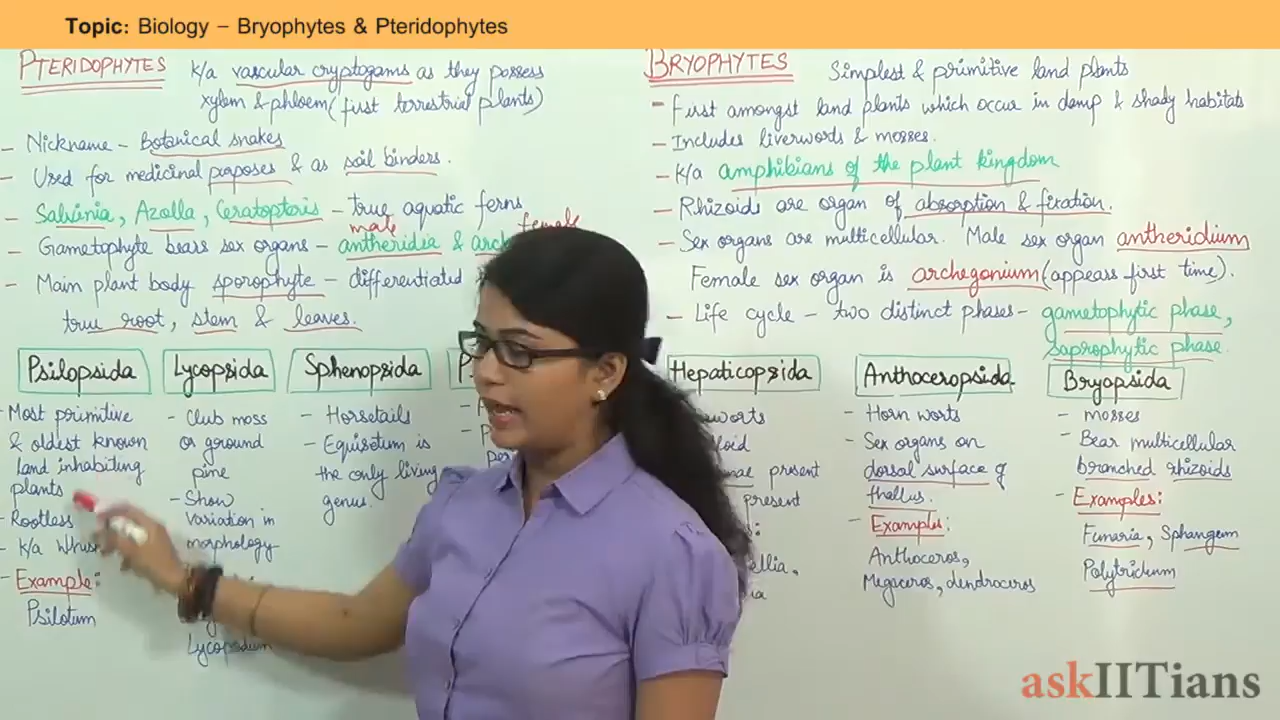 Topic: Biology – Bryophytes & Pteridophytes
PTERIDOPHYTES
k/a vascular cryptogams as they possess
xylem & phloem (first terrestrial plants)
– Nickname – Botanical snakes
– Used for medicinal purposes & as soil binders.
– Salvinia, Azolla, Ceratopteris – true aquatic ferns
male
female
– Gametophyte bears sex organs – antheridia &
– Main plant body sporophyte – differentiated
true root, stem & leaves.
Psilopsida
– Most primitive
& oldest known
land inhabiting
plants
– Rootless
– k/a
– Example:
Psilotum
Lycopsida
– Club moss
or ground
pine
– Show
variation in
morphology
Lycopodium
Sphenopsida
– Horsetails
– Equisetum is
the only living
genus.
BRYOPHYTES
Simplest & primitive land plants
– First amongst land plants which occur in damp & shady habitats
– Includes liverwords & mosses.
– k/a amphibians of the plant kingdom
– Rhizoids are organ of absorption & fixation.
– Sex organs are multicellular. Male sex organ antheridium
Female sex organ is archegonium (appears first time).
– Life cycle – two distinct phases – gametophytic phase,
saprophytic phase.
Hepaticopsida
present
present
Anthoceropsida
– Horn worts
– Sex organs on
dorsal surface of
thallus.
– Examples:
Anthoceros,
Megaceros, dendroceros
Bryopsida
– mosses
– Bear multicellular
branched rhizoids
– Examples:
Funaria, Sphangum
Polytridium
askIITians